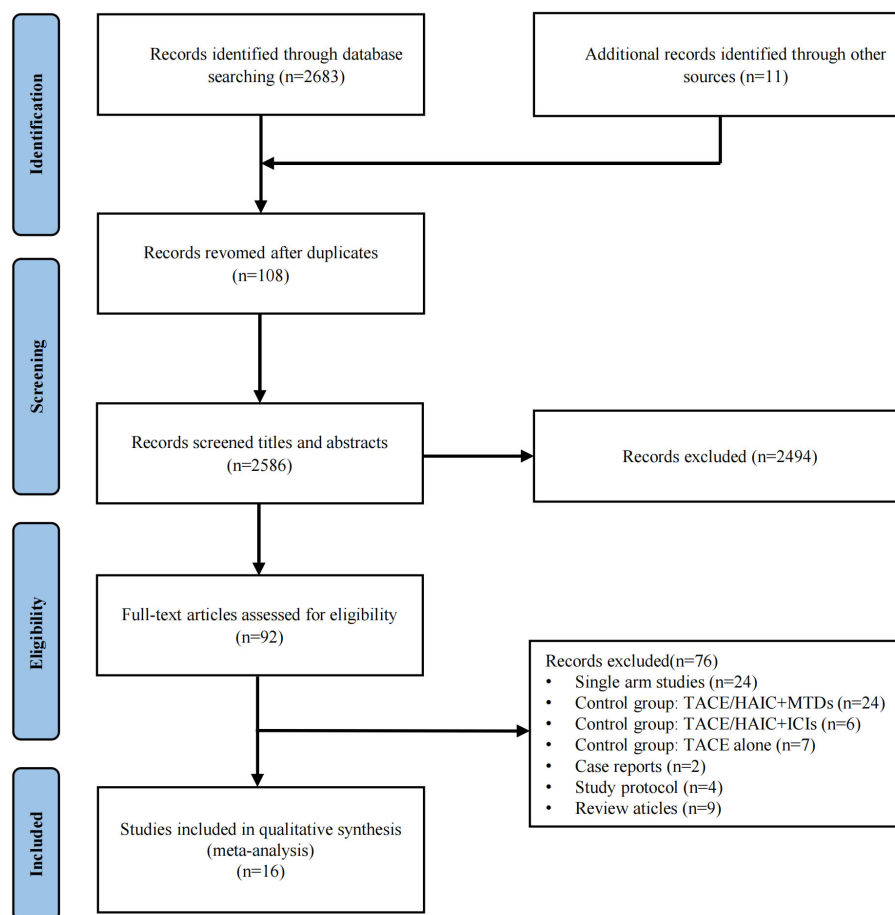 Identification
Records identified through database
searching (n=2683)
Additional records identified through other
sources (n=11)
Screening
Records revomed after duplicates
(n=108)
Records screened titles and abstracts
(n=2586)
Records excluded (n=2494)
Eligibility
Full-text articles assessed for eligibility
(n=92)
Records excluded(n=76)
• Single arm studies (n=24)
• Control group: TACE/HAIC+MTDs (n=24)
• Control group: TACE/HAIC+ICIs (n=6)
• Control group: TACE alone (n=7)
• Case reports (n=2)
• Study protocol (n=4)
• Review aticles (n=9)
Included
Studies included in qualitative synthesis
(meta-analysis)
(n=16)